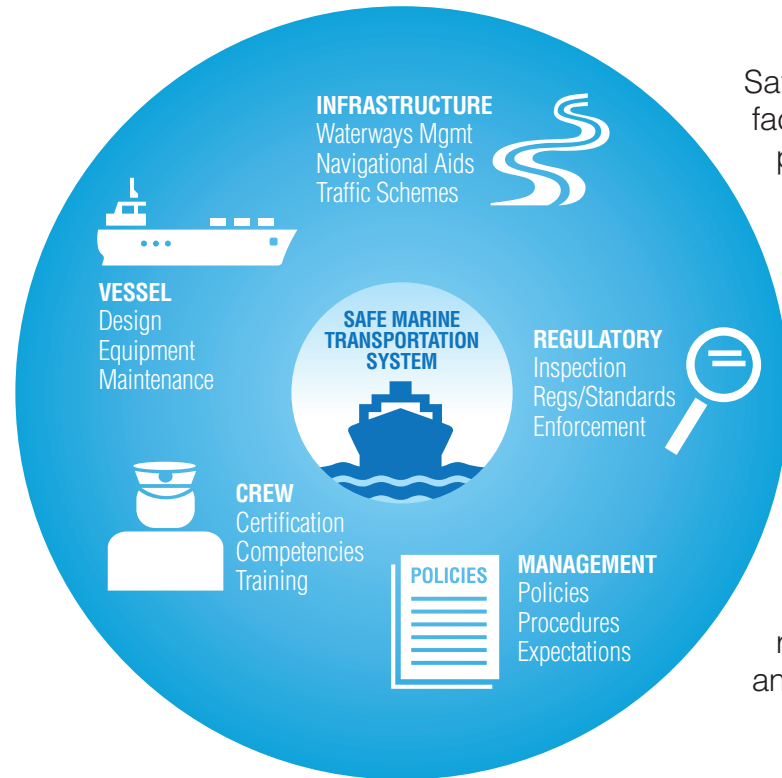 INFRASTRUCTURE
Waterways Mgmt
Navigational Aids
Traffic Schemes
VESSEL
Design
Equipment
Maintenance
SAFE MARINE
TRANSPORTATION
SYSTEM
REGULATORY
Inspection
Regs/Standards
Enforcement
CREW
Certification
Competencies
Training
POLICIES
MANAGEMENT
Policies
Procedures
Expectations